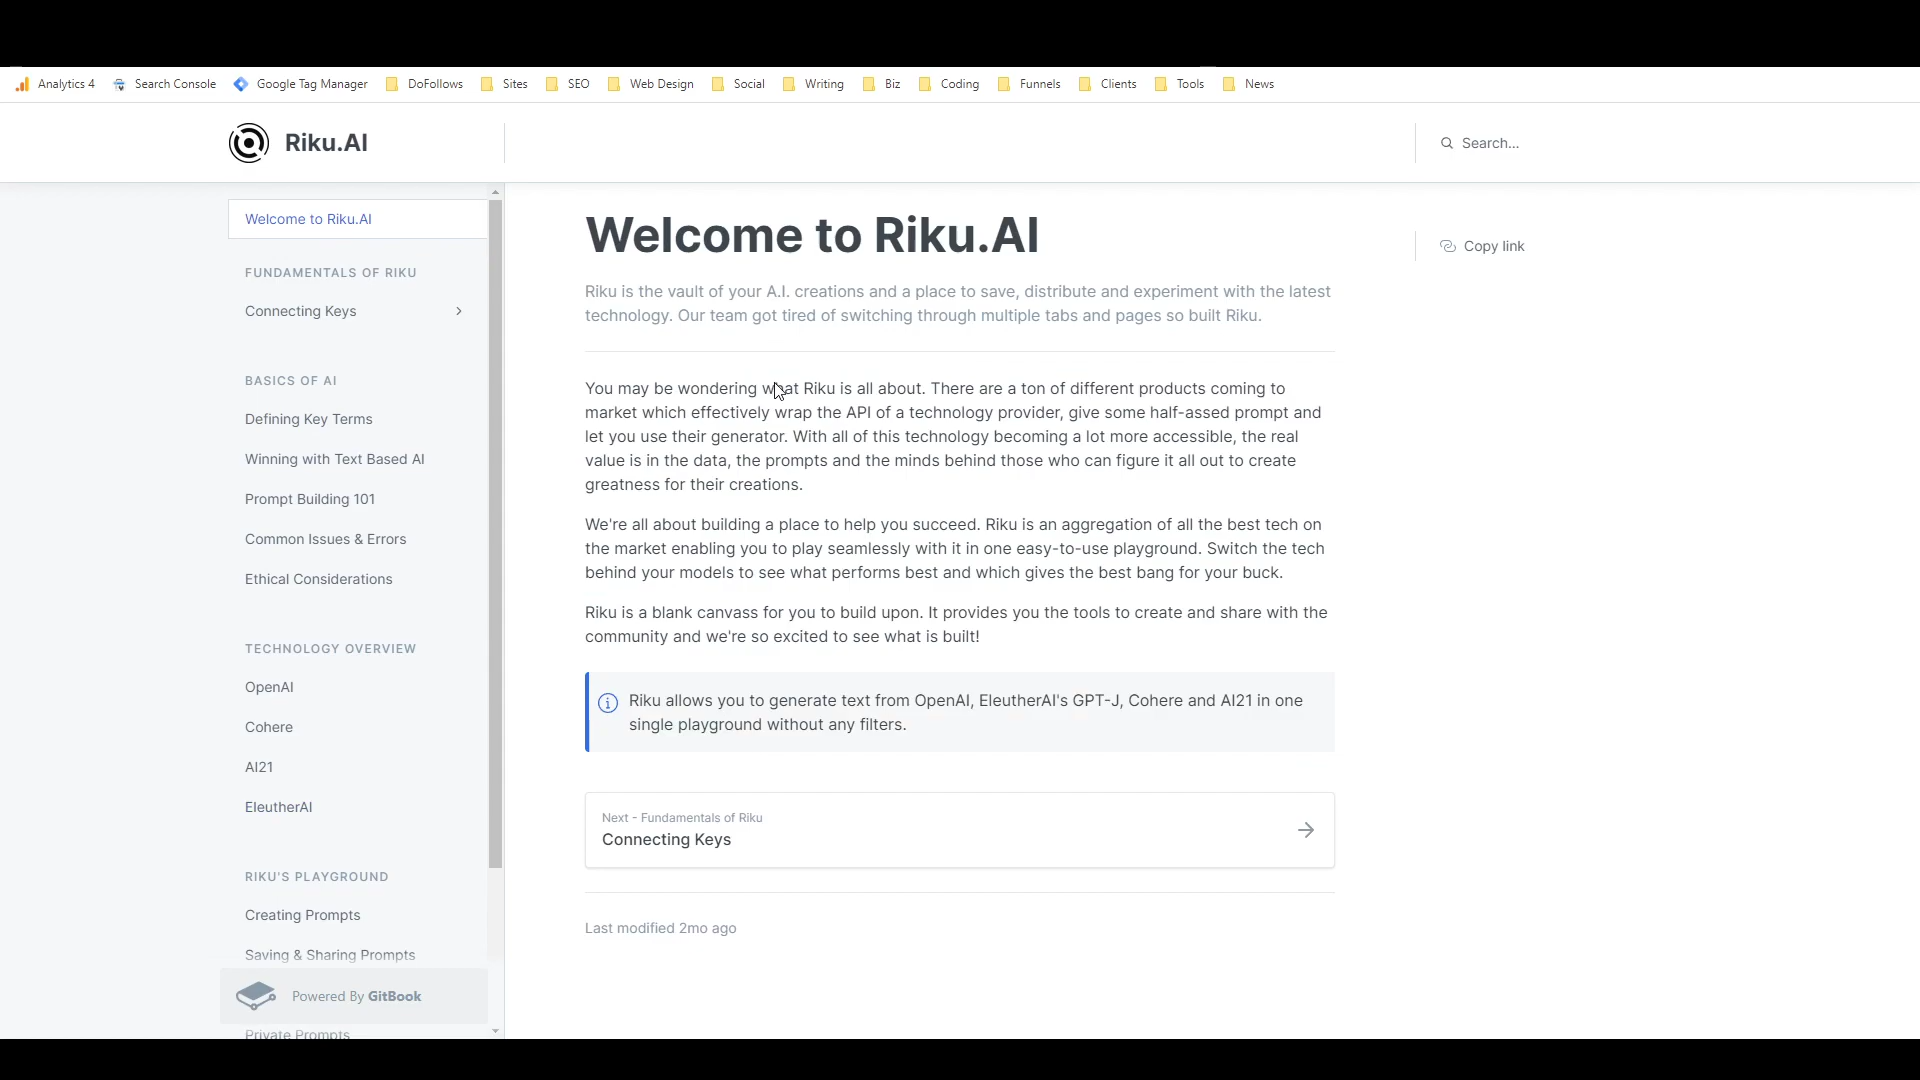 Analytics 4 Search Console Google Tag Manager DoFollows Sites SEO Web Design Social Writing Biz Coding Funnels Clients Tools News
Riku.AI
Search...
Welcome to Riku.AI
FUNDAMENTALS OF RIKU
Connecting Keys
BASICS OF AI
Defining Key Terms
Winning with Text Based AI
Prompt Building 101
Common Issues & Errors
Ethical Considerations
TECHNOLOGY OVERVIEW
OpenAI
Cohere
AI21
EleutherAI
RIKU'S PLAYGROUND
Creating Prompts
Saving & Sharing Prompts
Powered By GitBook
Private Prompts
Welcome to Riku.AI
Copy link
Riku is the vault of your A.I. creations and a place to save, distribute and experiment with the latest
technology. Our team got tired of switching through multiple tabs and pages so built Riku.
You may be wondering what Riku is all about. There are a ton of different products coming to
market which effectively wrap the API of a technology provider, give some half-assed prompt and
let you use their generator. With all of this technology becoming a lot more accessible, the real
value is in the data, the prompts and the minds behind those who can figure it all out to create
greatness for their creations.
We're all about building a place to help you succeed. Riku is an aggregation of all the best tech on
the market enabling you to play seamlessly with it in one easy-to-use playground. Switch the tech
behind your models to see what performs best and which gives the best bang for your buck.
Riku is a blank canvass for you to build upon. It provides you the tools to create and share with the
community and we're so excited to see what is built!
Riku allows you to generate text from OpenAI, EleutherAI's GPT-J, Cohere and AI21 in one
single playground without any filters.
Next - Fundamentals of Riku
Connecting Keys
Last modified 2mo ago